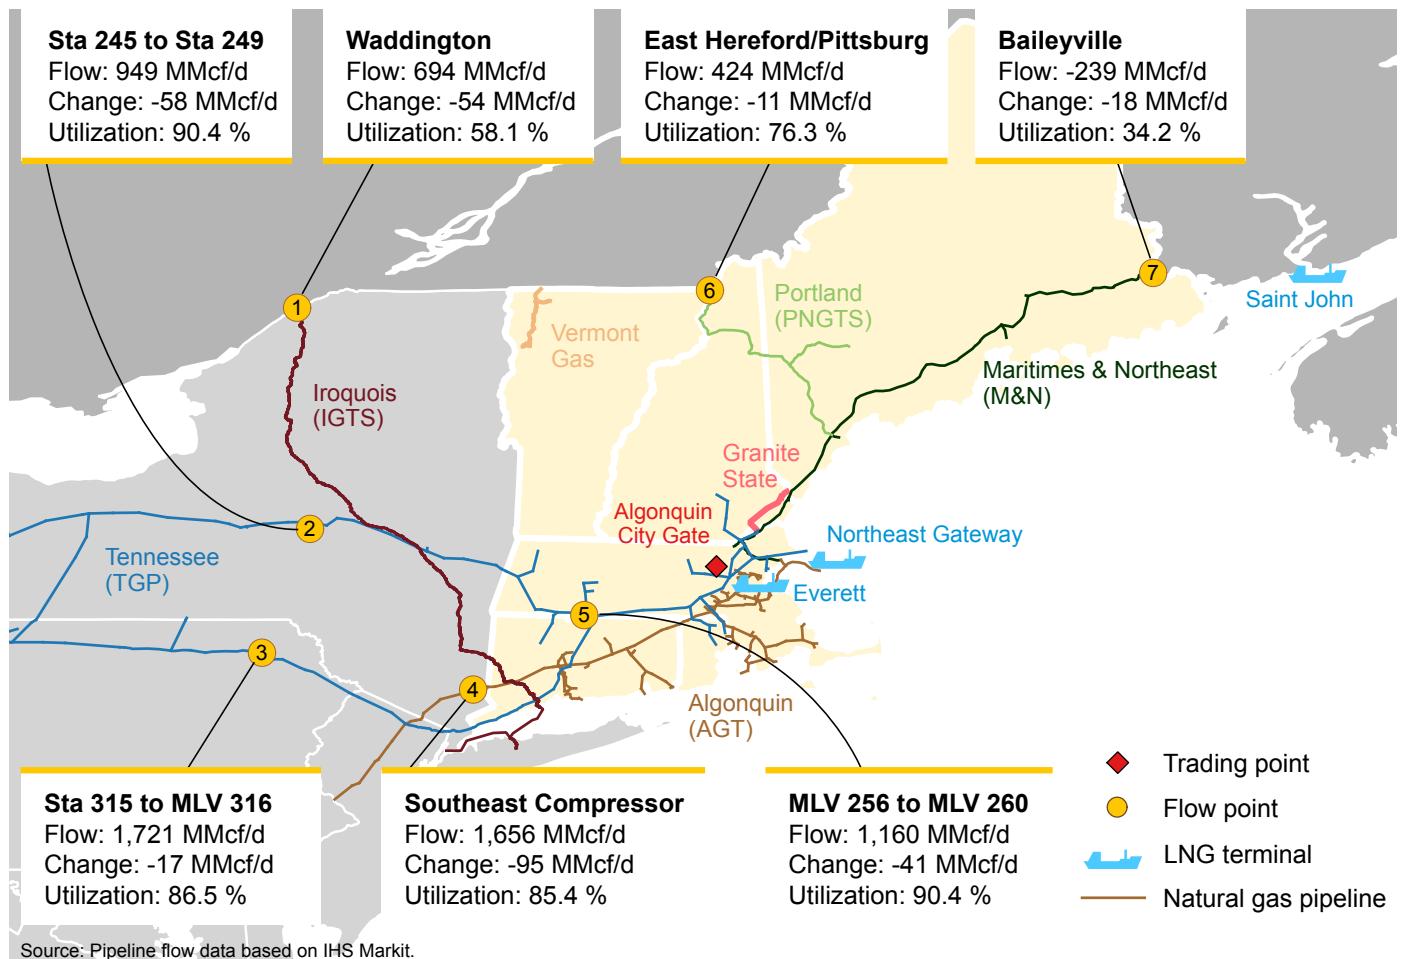 Sta 245 to Sta 249
Flow: 949 MMcf/d
Change: -58 MMcf/d
Utilization: 90.4 %
Waddington
Flow: 694 MMcf/d
Change: -54 MMcf/d
Utilization: 58.1 %
East Hereford/Pittsburg
Flow: 424 MMcf/d
Change: -11 MMcf/d
Utilization: 76.3 %
Baileyville
Flow: -239 MMcf/d
Change: -18 MMcf/d
Utilization: 34.2 %
1
6
7
Portland
(PNGTS)
Saint John
Vermont
Gas
Maritimes & Northeast
(M&N)
Iroquois
(IGTS)
Granite
State
Algonquin
City Gate
2
Northeast Gateway
Tennessee
(TGP)
Everett
5
3
4
Algonquin
(AGT)
Sta 315 to MLV 316
Flow: 1,721 MMcf/d
Change: -17 MMcf/d
Utilization: 86.5 %
Southeast Compressor
Flow: 1,656 MMcf/d
Change: -95 MMcf/d
Utilization: 85.4 %
MLV 256 to MLV 260
Flow: 1,160 MMcf/d
Change: -41 MMcf/d
Utilization: 90.4 %
Trading point
Flow point
LNG terminal
Natural gas pipeline
Source: Pipeline flow data based on IHS Markit.